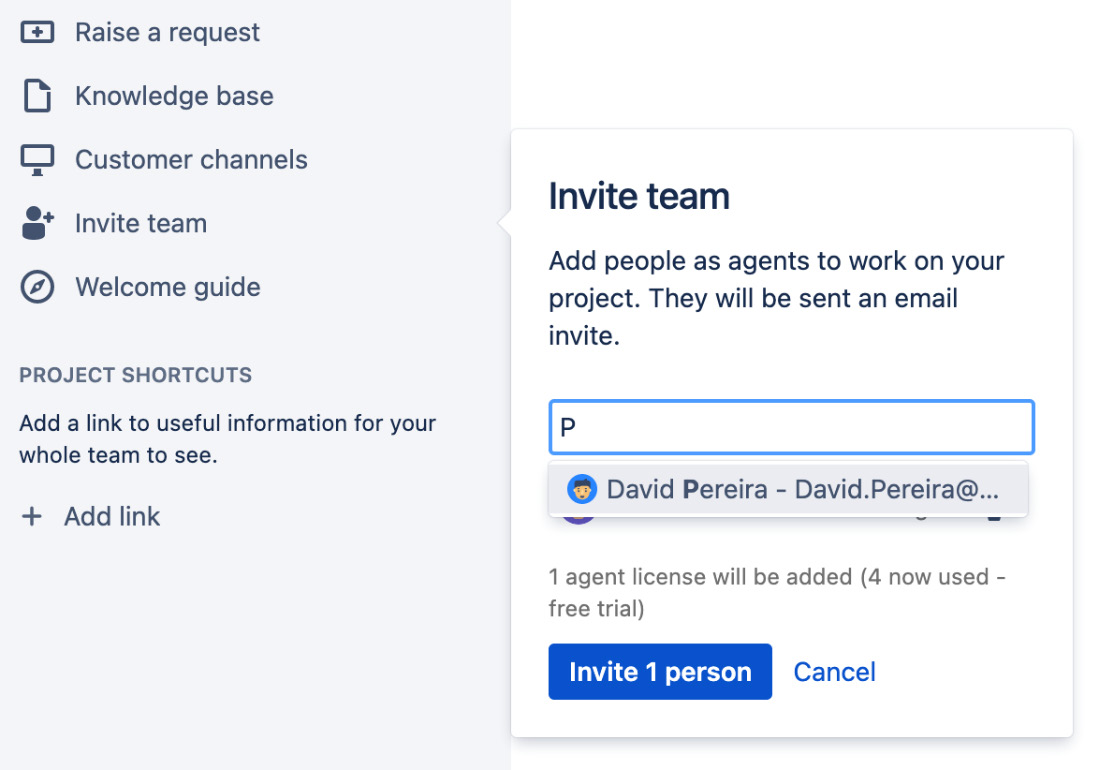 Raise a request
Knowledge base
Customer channels
Invite team
Welcome guide
PROJECT SHORTCUTS
Add a link to useful information for your
whole team to see.
+ Add link
Invite team
Add people as agents to work on your
project. They will be sent an email
invite.
P
David Pereira - David.Pereira@...
1 agent license will be added (4 now used -
free trial)
Invite 1 person
Cancel